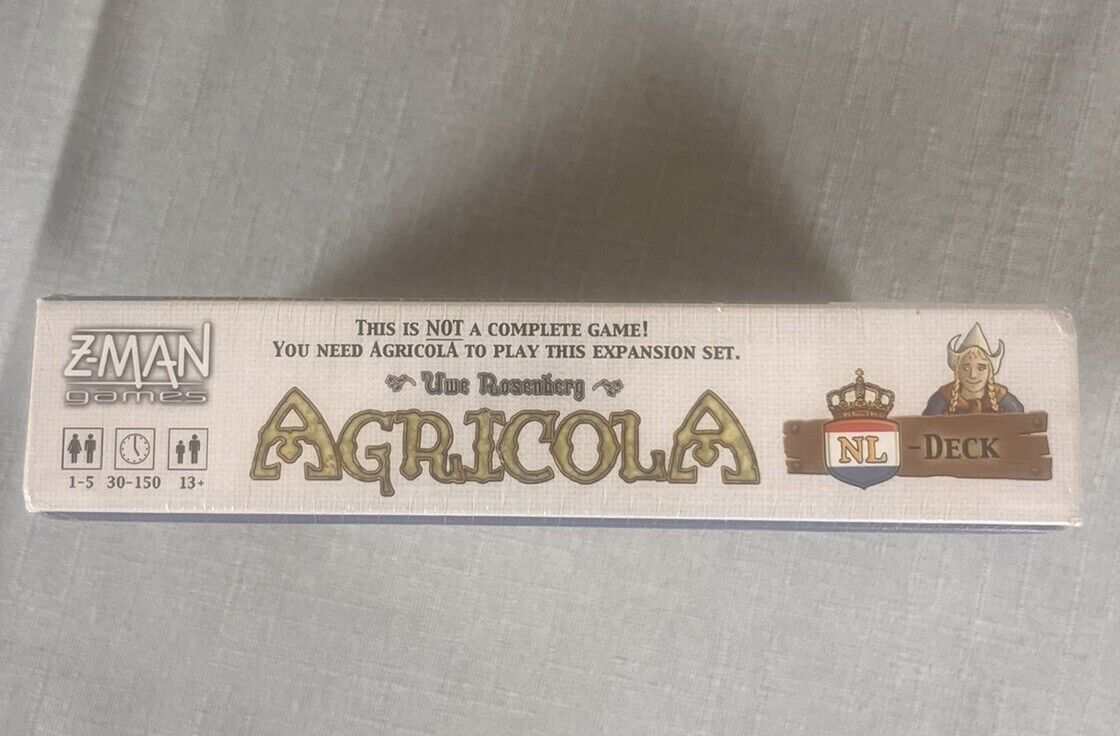 Z-MAN
games
THIS IS NOT A COMPLETE GAME!
YOU NEED AGRICOLA TO PLAY THIS EXPANSION SET.
Uwe Rosenberg
AGRICOLA
NL -DECK
1-5 30-150 13+